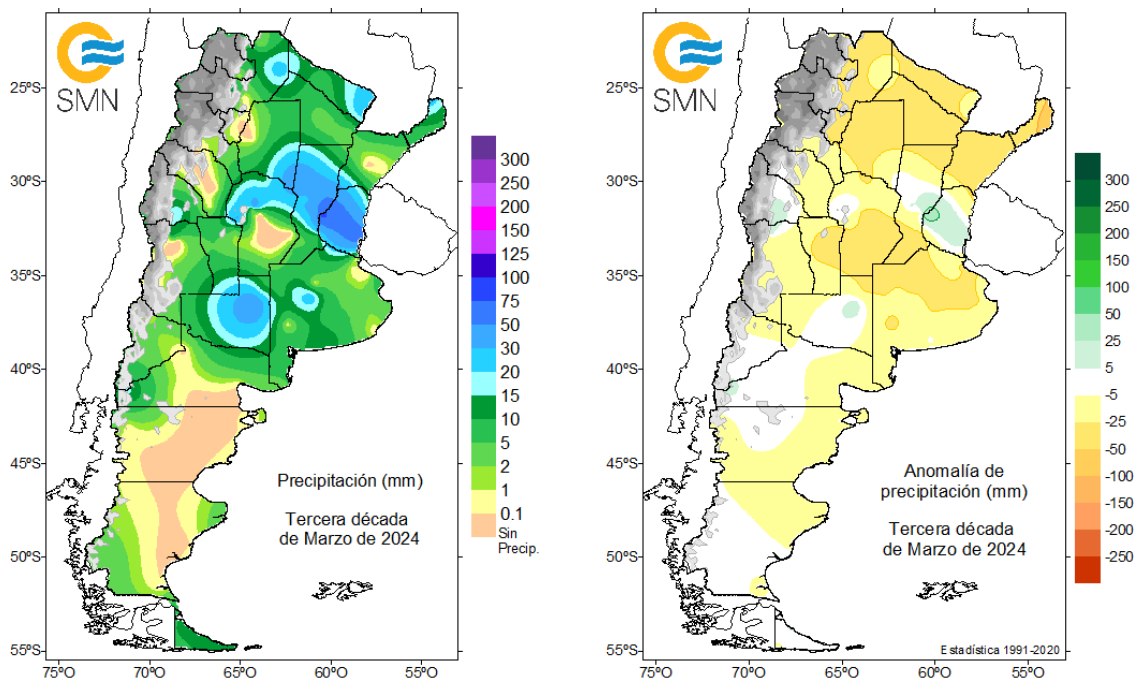 SMN
25ºS
30ºS
35ºS
40ºS
45ºS
50ºS
55ºS
75ºO
70ºO
65ºO
60ºO
55ºO
300
250
200
150
125
100
75
50
30
20
15
10
5
2
1
0.1
Sin
Precip.
Precipitación (mm)
Tercera década
de Marzo de 2024
SMN
25ºS
30ºS
35ºS
40ºS
45ºS
50ºS
55ºS
75ºO
70ºO
65ºO
60ºO
55ºO
300
250
200
150
100
50
25
5
-5
-25
-50
-100
-150
-200
-250
Anomalía de
precipitación (mm)
Tercera década
de Marzo de 2024
Estadística 1991-2020